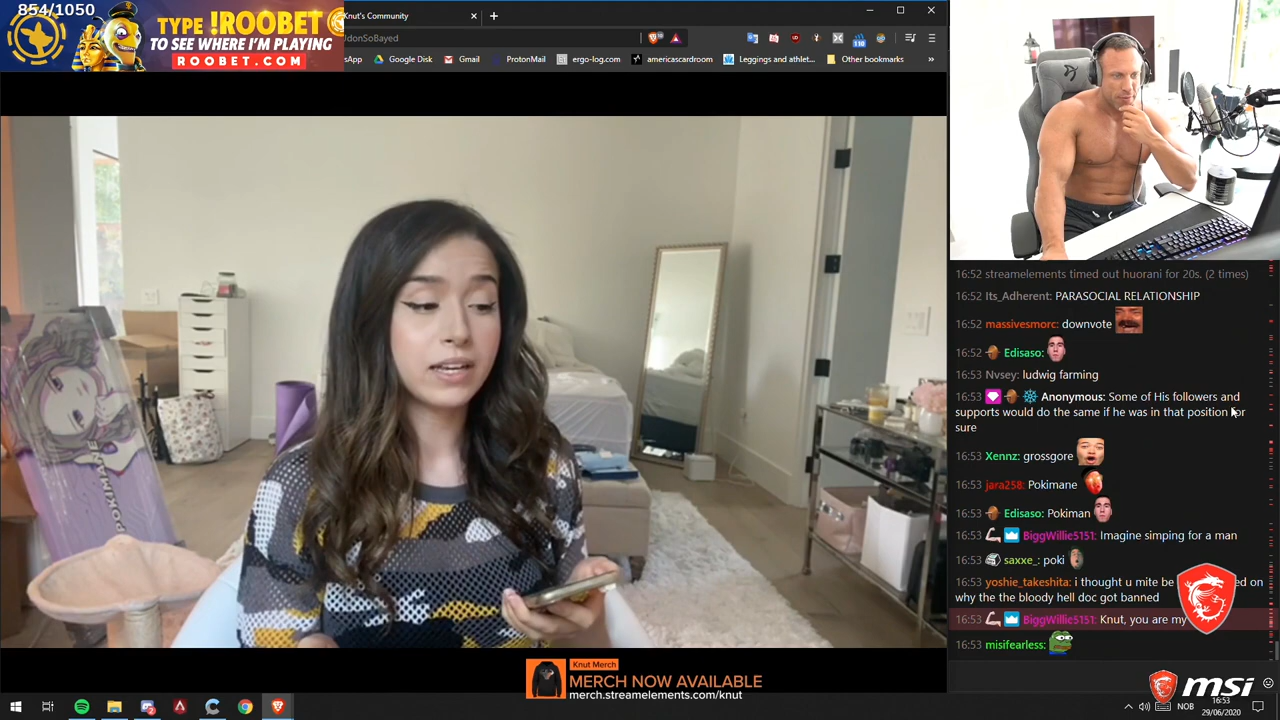 854/1050
TYPE !ROOBET
TO SEE WHERE I'M PLAYING
ROOBET.COM
Knut's Community
donSoBayed
110
sApp
Google Disk
Gmail
ProtonMail
ergo-log.com
americascardroom
Leggings and athlet...
Other bookmarks
16:52 streamelements timed out huorani for 20s. (2 times)
16:52 Its_Adherent: PARASOCIAL RELATIONSHIP
16:52 massivesmorc: downvote
16:52 Edisaso:
16:53 Nvsey: ludwig farming
16:53 Anonymous: Some of His followers and
supports would do the same if he was in that position for
sure
16:53 Xennz: grossgore
16:53 jara258: Pokimane
16:53 Edisaso: Pokiman
16:53 BiggWillie5151: Imagine simping for a man
16:53 saxxe_: poki
16:53 yoshie_takeshita: i thought u mite be ed on
why the the bloody hell doc got banned
16:53 BiggWillie5151: Knut, you are my
16:53 misifearless:
POKIMANE
Knut Merch
MERCH NOW AVAILABLE
merch.streamelements.com/knut
msi
NOB
16:53
29/06/2020